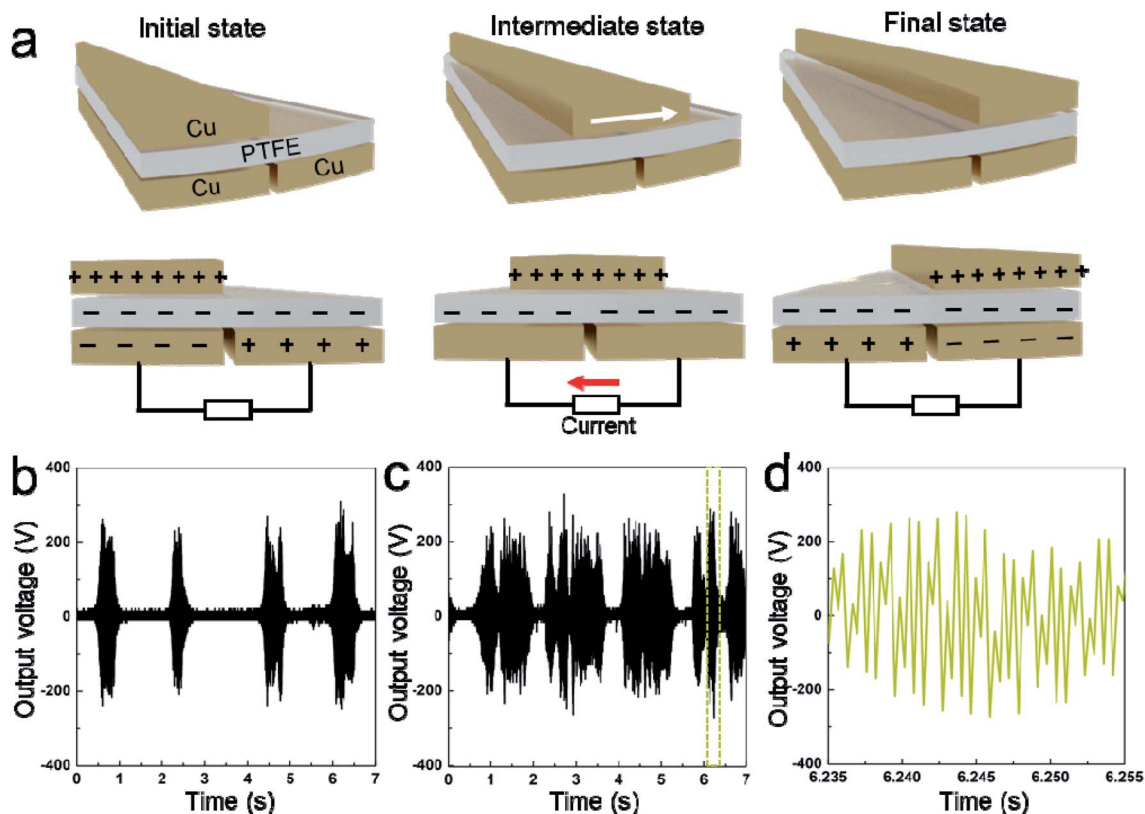 a
Initial state
Intermediate state
Final state
Cu
PTFE
Cu
Cu
+ + + + + + + +
− − − − − − − −
− − − − + + + +
+ + + + + + + +
− − − − − − − −
Current
+ + + + + + + +
− − − − − − − −
+ + + + − − − −
b
Output voltage (V)
400
200
0
-200
-400
0 1 2 3 4 5 6 7
Time (s)
c
Output voltage (V)
400
200
0
-200
-400
0 1 2 3 4 5 6 7
Time (s)
d
Output voltage (V)
400
200
0
-200
-400
6.235 6.240 6.245 6.250 6.255
Time (s)